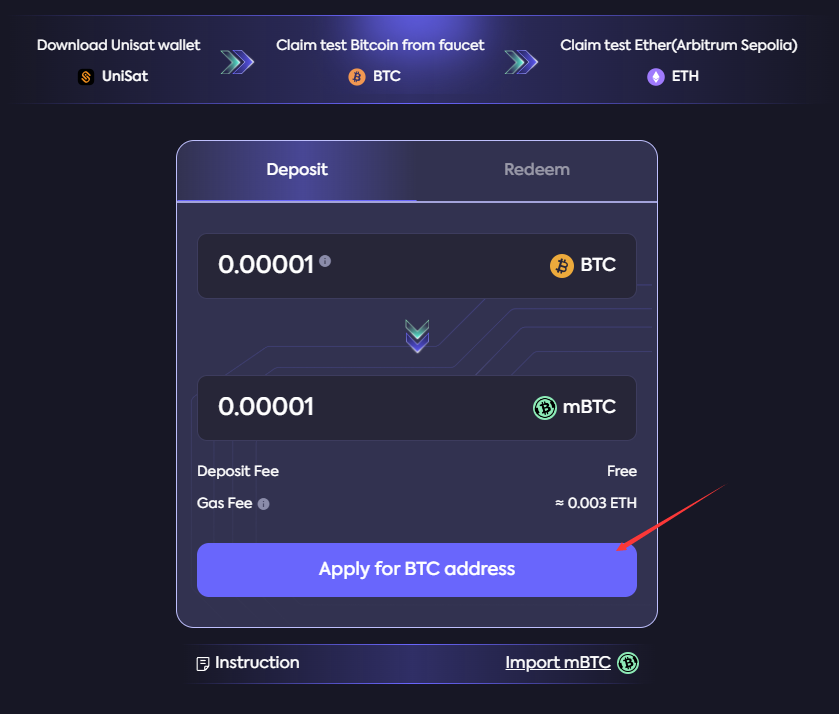 Download Unisat wallet
UniSat
Claim test Bitcoin from faucet
BTC
Claim test Ether(Arbitrum Sepolia)
ETH
Deposit
Redeem
0.00001
BTC
0.00001
mBTC
Deposit Fee
Free
Gas Fee
≈ 0.003 ETH
Apply for BTC address
Instruction
Import mBTC